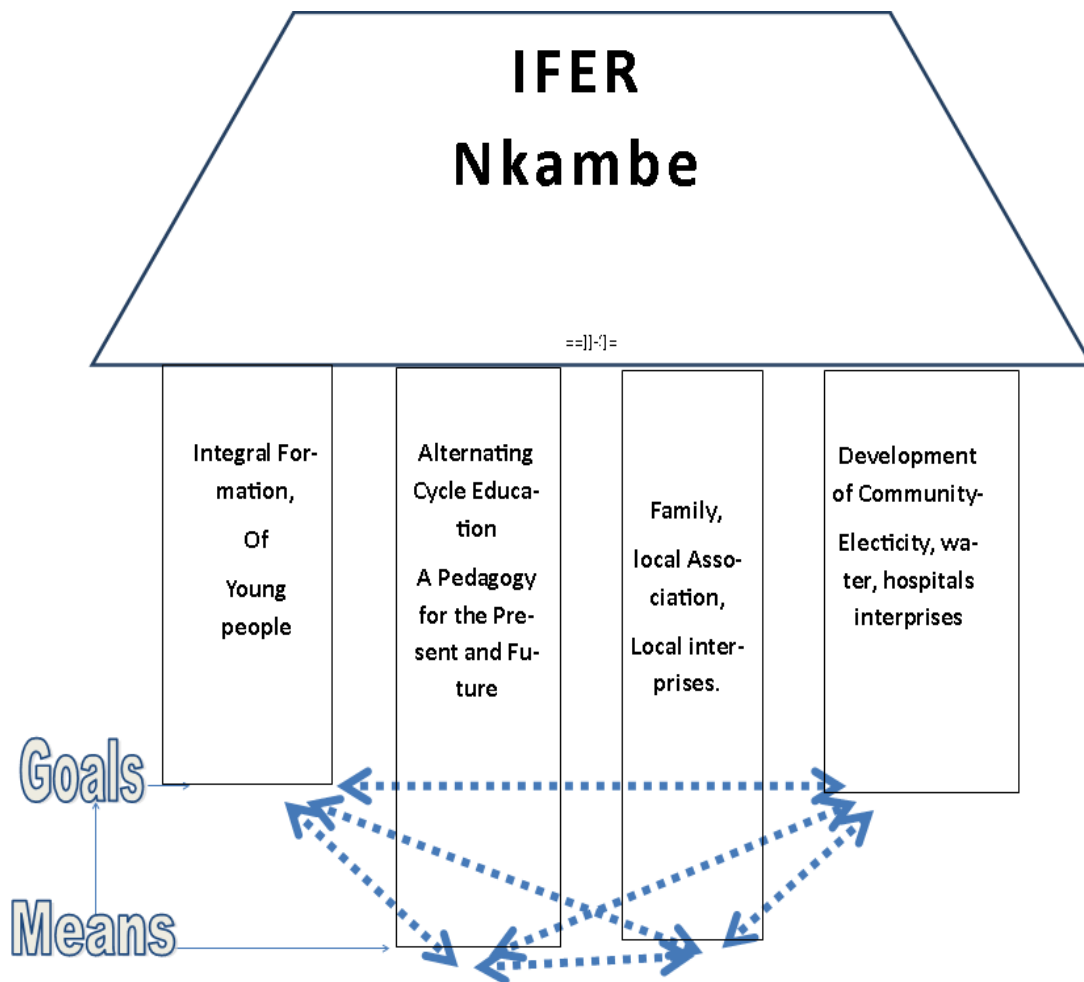 IFER
Nkambe
==]]-:]=
Integral For-
mation,
Of
Young
people
Alternating
Cycle Educa-
tion
A Pedagogy
for the Pre-
sent and Fu-
ture
Family,
local Asso-
ciation,
Local inter-
prises.
Development
of Community-
Electicity, wa-
ter, hospitals
interprises
Goals
Means